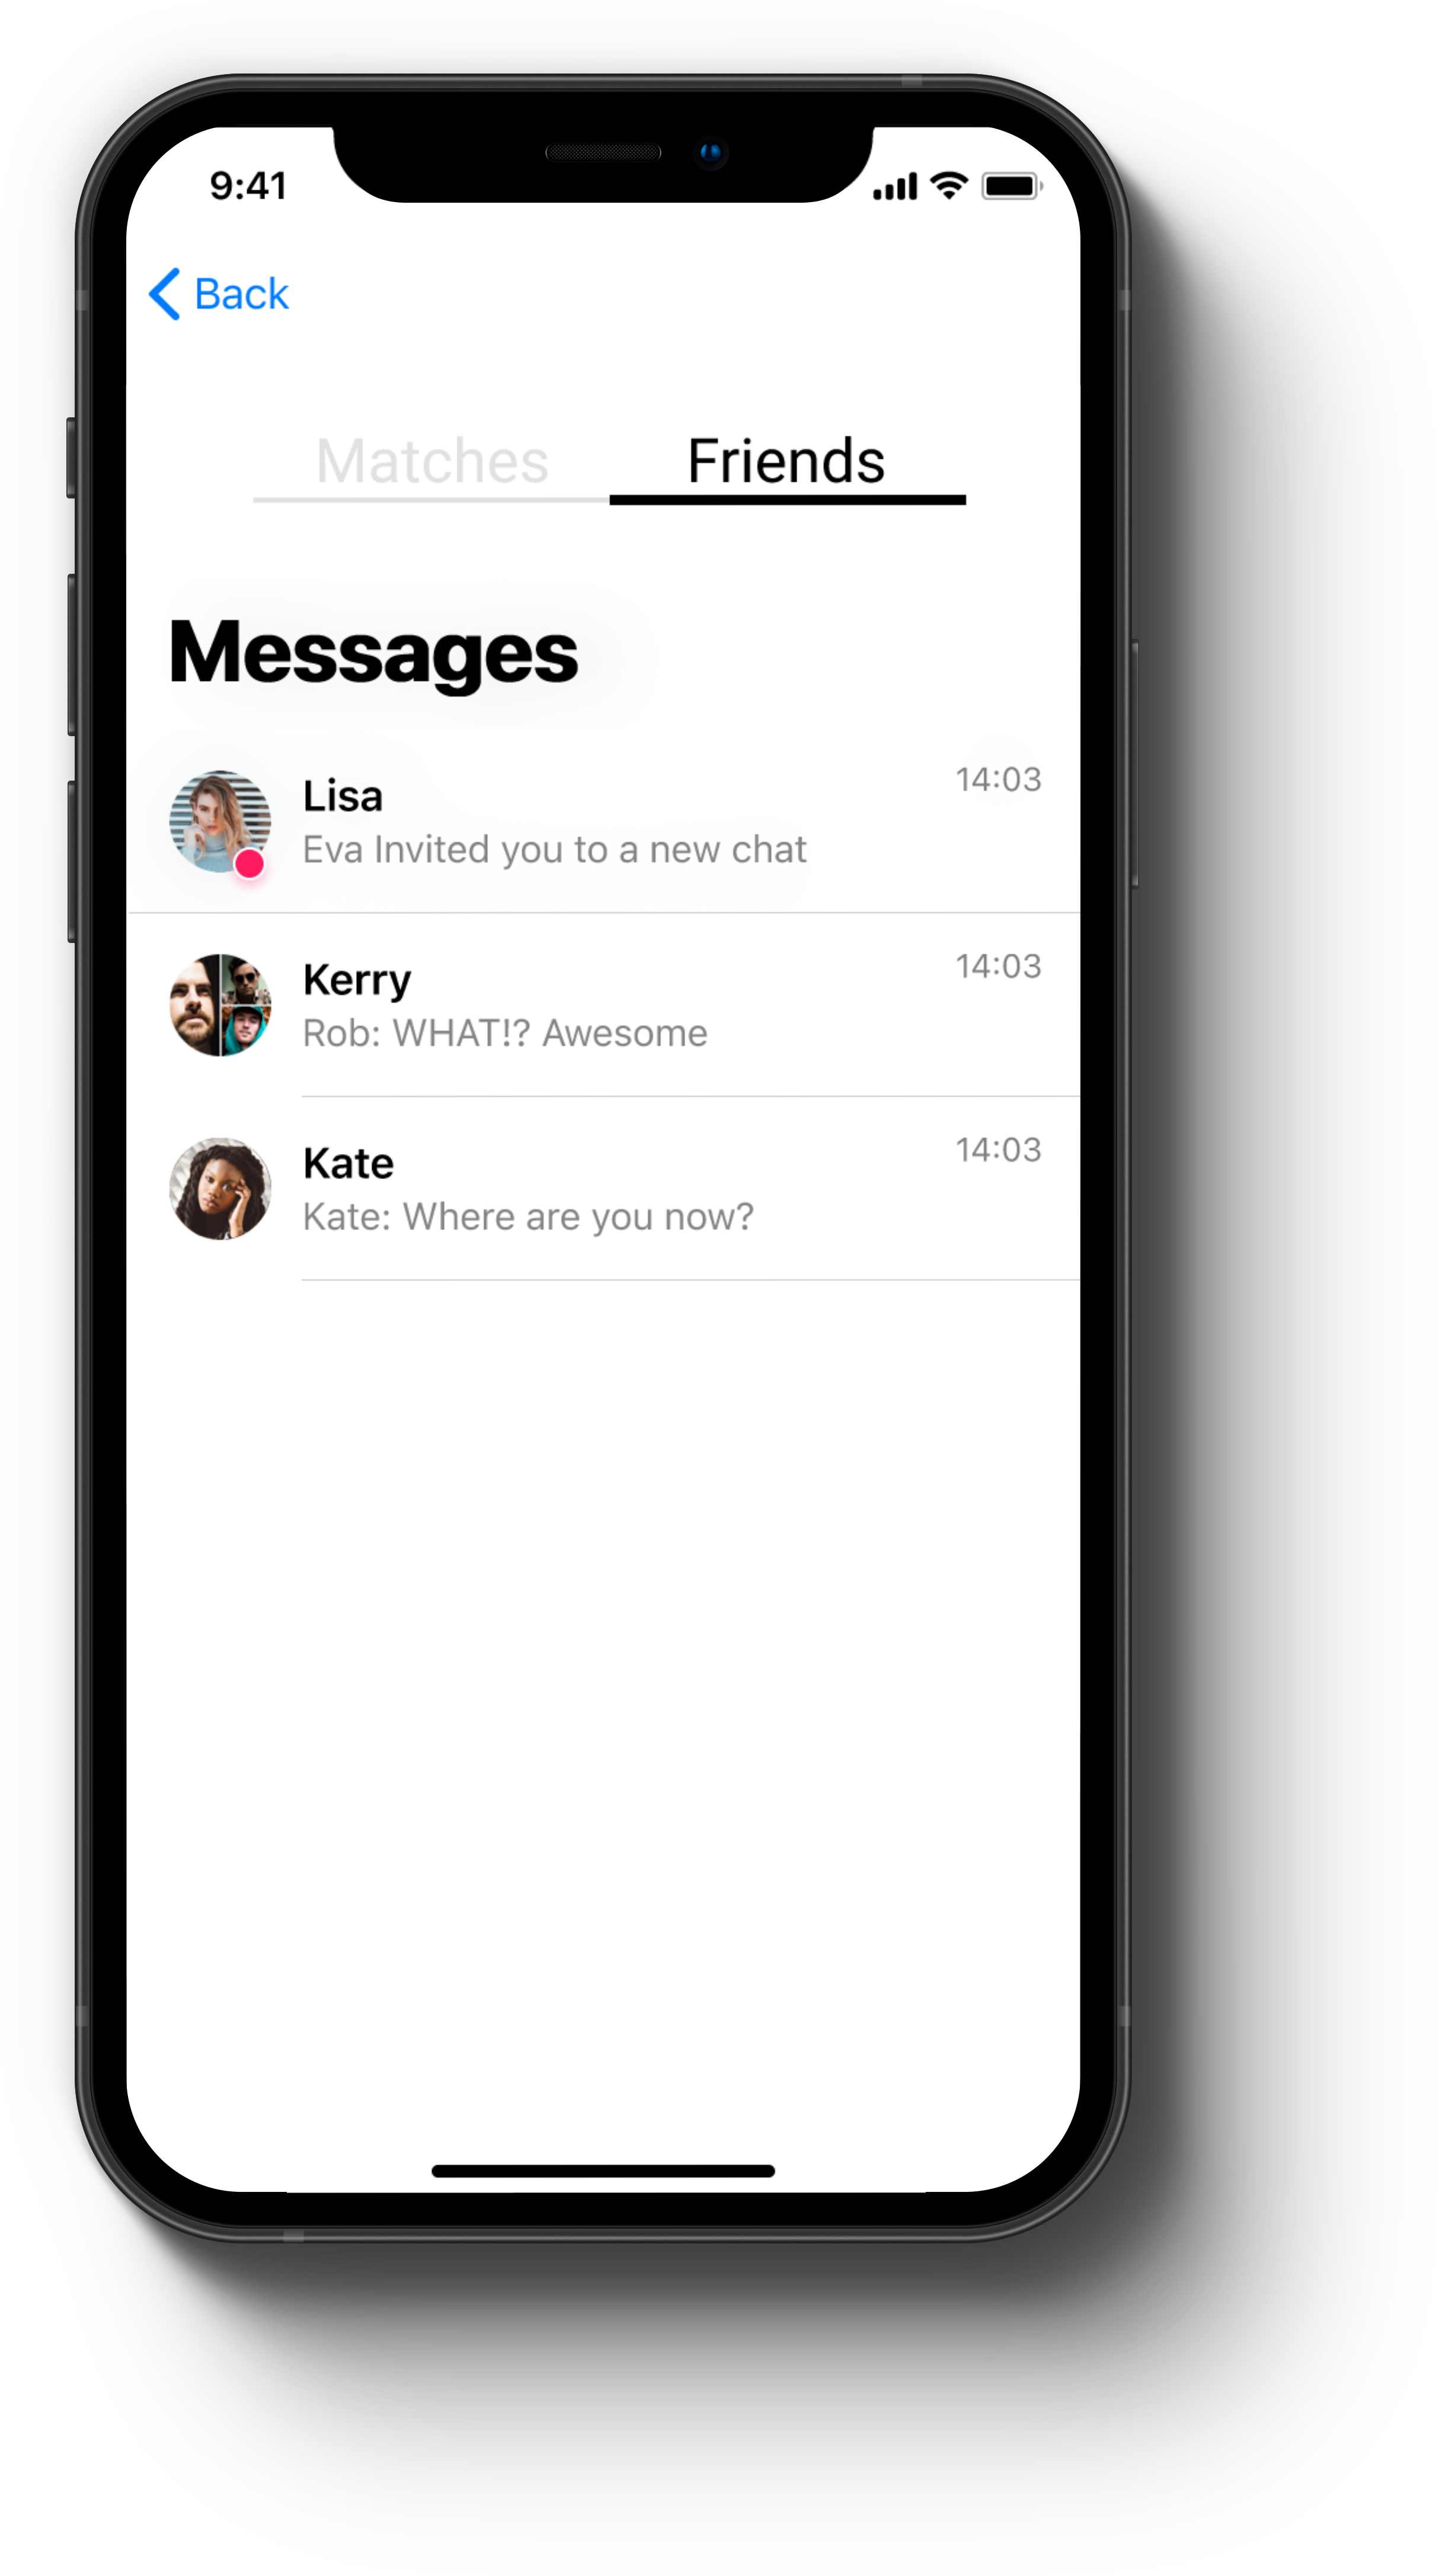 9:41
Back
Matches Friends
Messages
Lisa 14:03
Eva Invited you to a new chat
Kerry 14:03
Rob: WHAT!? Awesome
Kate 14:03
Kate: Where are you now?